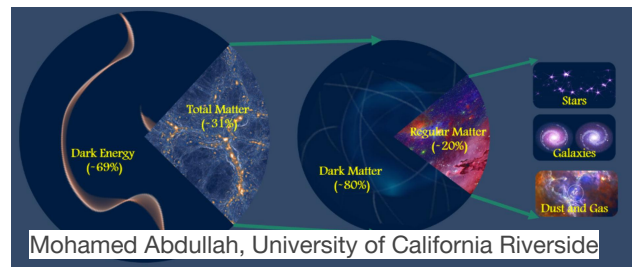 Total Matter
(~31%)
Dark Energy
(~69%)
Regular Matter
(~20%)
Dark Matter
(~80%)
Stars
Galaxies
Dust and Gas
Mohamed Abdullah, University of California Riverside